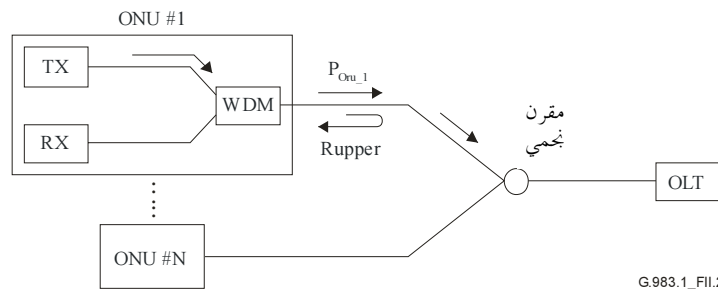 ONU #1
TX
RX
WDM
P_Oru_1
Rupper
مقرن
نجمي
OLT
ONU #N
G.983.1_FII.2